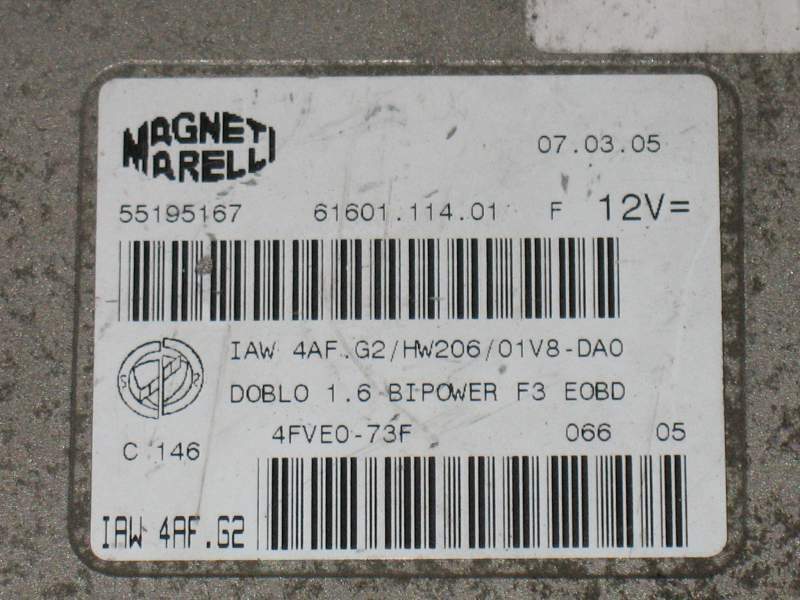 MAGNETI
MARELLI
07.03.05
55195167 61601.114.01 F 12V=
IAW 4AF.G2/HW206/01V8-DA0
DOBLO 1.6 BIPOWER F3 EOBD
4FVE0-73F 066 05
C 146
IAW 4AF.G2